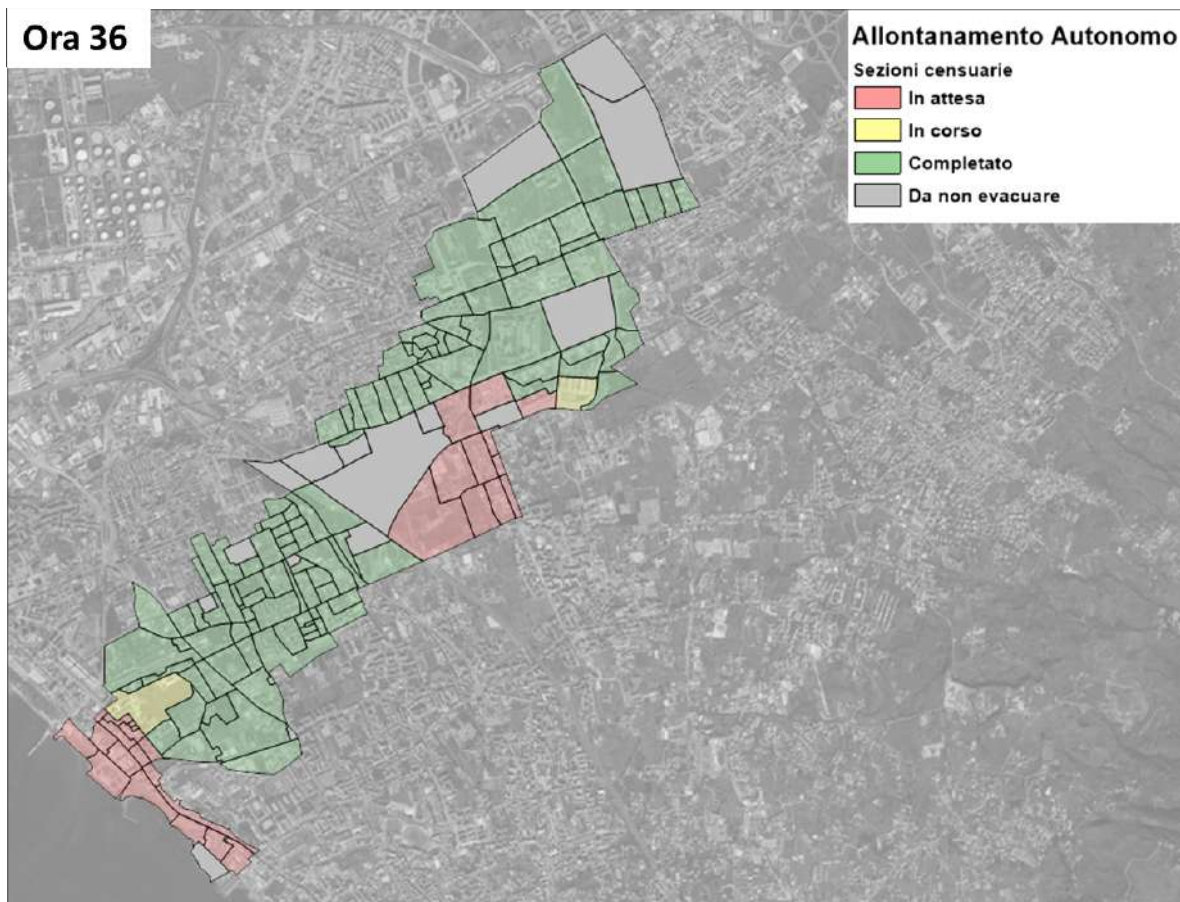 Ora 36
Allontanamento Autonomo
Sezioni censuarie
In attesa
In corso
Completato
Da non evacuare